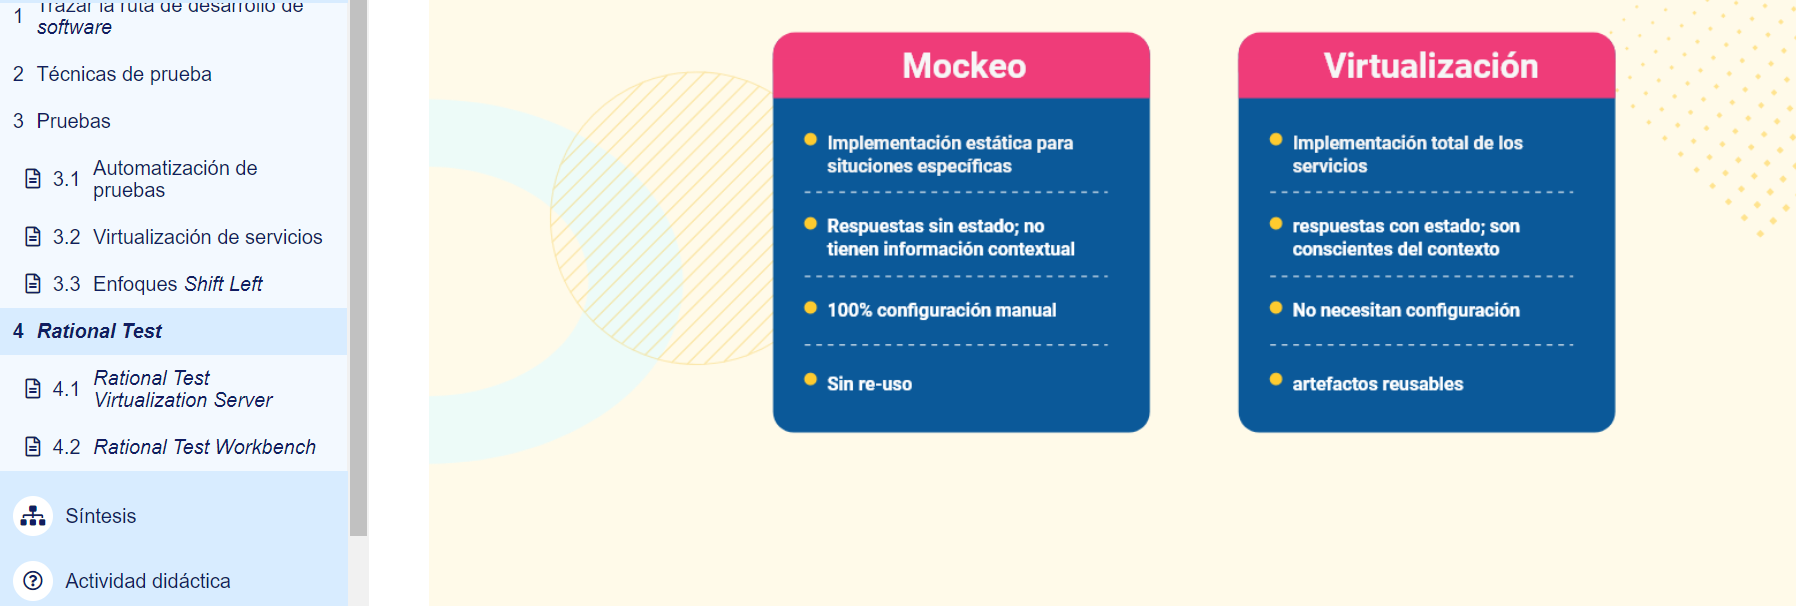 1 Trazar la ruta de desarrollo de
software
2 Técnicas de prueba
3 Pruebas
3.1 Automatización de
pruebas
3.2 Virtualización de servicios
3.3 Enfoques Shift Left
4 Rational Test
4.1 Rational Test
Virtualization Server
4.2 Rational Test Workbench
Síntesis
Actividad didáctica
Mockeo
Implementación estática para
situciones específicas
Respuestas sin estado; no
tienen información contextual
100% configuración manual
Sin re-uso
Virtualización
Implementación total de los
servicios
respuestas con estado; son
conscientes del contexto
No necesitan configuración
artefactos reusables